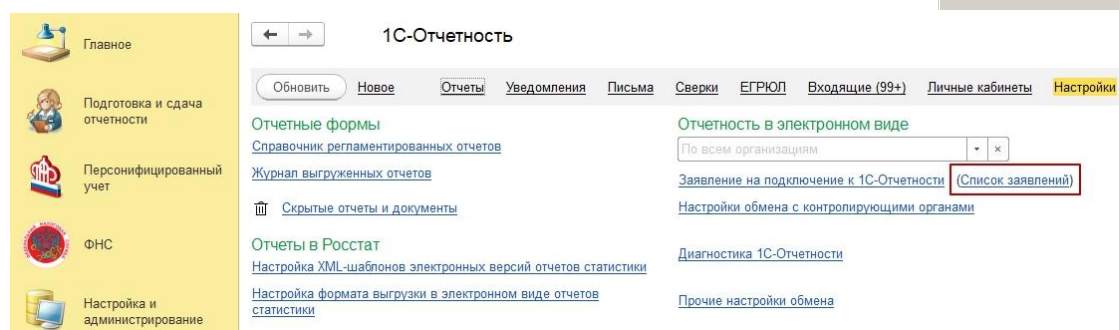 Главное
Подготовка и сдача
отчетности
Персонифицированный
учет
ФНС
Настройка и
администрирование
1С-Отчетность
Обновить Новое Отчеты Уведомления Письма Сверки ЕГРЮЛ Входящие (99+) Личные кабинеты Настройки
Отчетные формы
Справочник регламентированных отчетов
Журнал выгруженных отчетов
Скрытые отчеты и документы
Отчеты в Росстат
Настройка XML-шаблонов электронных версий отчетов статистики
Настройка формата выгрузки в электронном виде отчетов
статистики
Отчетность в электронном виде
По всем организациям
Заявление на подключение к 1С-Отчетности (Список заявлений)
Настройки обмена с контролирующими органами
Диагностика 1С-Отчетности
Прочие настройки обмена